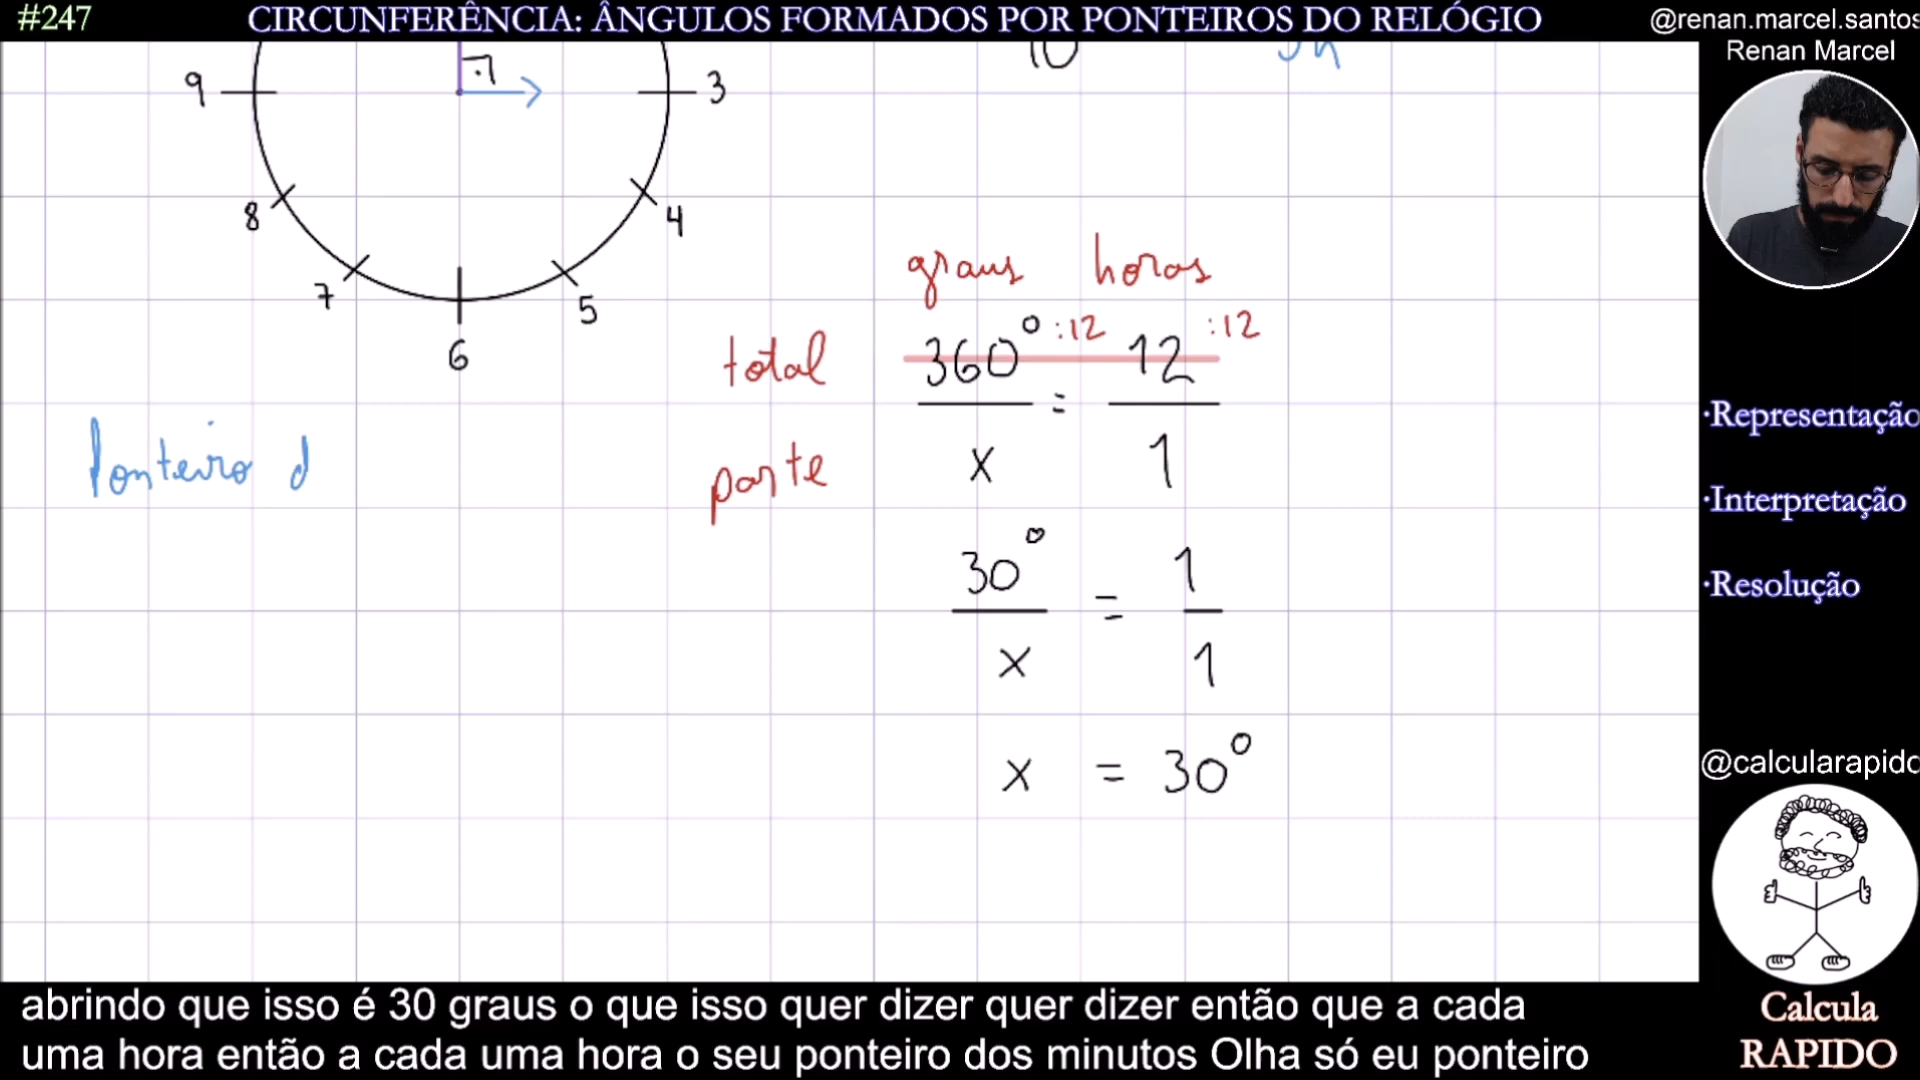 #247
CIRCUNFERÊNCIA: ÂNGULOS FORMADOS POR PONTEIROS DO RELÓGIO
@renan.marcel.santos
Renan Marcel
10
3h
9
3
8
4
7
5
6
graus horas
total 360° :12 = 12 :12
parte x 1
Ponteiro d
30° = 1
x 1
x = 30°
·Representação
·Interpretação
·Resolução
@calcularapido
Calcula
RAPIDO
abrindo que isso é 30 graus o que isso quer dizer quer dizer então que a cada
uma hora então a cada uma hora o seu ponteiro dos minutos Olha só eu ponteiro